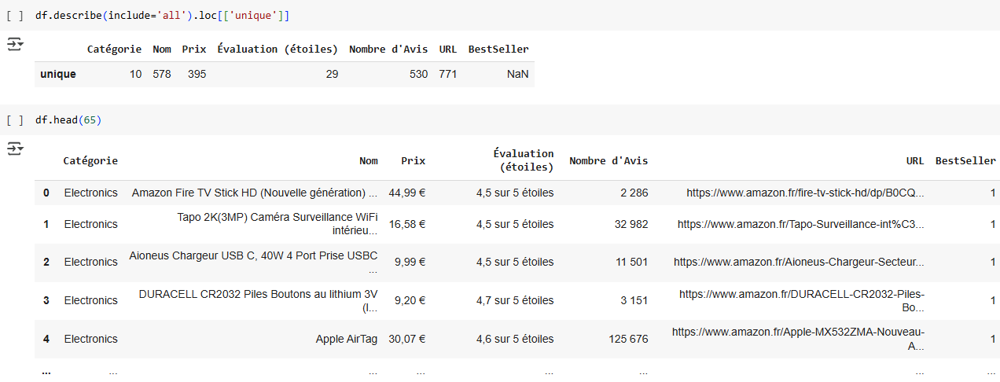 [ ] df.describe(include='all').loc[['unique']]
Catégorie Nom Prix Évaluation (étoiles) Nombre d'Avis URL BestSeller
unique 10 578 395 29 530 771 NaN
[ ] df.head(65)
Catégorie Nom Prix Évaluation (étoiles) Nombre d'Avis URL BestSeller
0 Electronics Amazon Fire TV Stick HD (Nouvelle génération) ... 44,99 € 4,5 sur 5 étoiles 2 286 https://www.amazon.fr/fire-tv-stick-hd/dp/B0CQ... 1
1 Electronics Tapo 2K(3MP) Caméra Surveillance WiFi intérieu... 16,58 € 4,5 sur 5 étoiles 32 982 https://www.amazon.fr/Tapo-Surveillance-int%C3... 1
2 Electronics Aioneus Chargeur USB C, 40W 4 Port Prise USBC ... 9,99 € 4,5 sur 5 étoiles 11 501 https://www.amazon.fr/Aioneus-Chargeur-Secteur... 1
3 Electronics DURACELL CR2032 Piles Boutons au lithium 3V (l... 9,20 € 4,7 sur 5 étoiles 3 151 https://www.amazon.fr/DURACELL-CR2032-Piles-Bo... 1
4 Electronics Apple AirTag 30,07 € 4,6 sur 5 étoiles 125 676 https://www.amazon.fr/Apple-MX532ZMA-Nouveau-A... 1
... ... ... ... ... ... ... ...